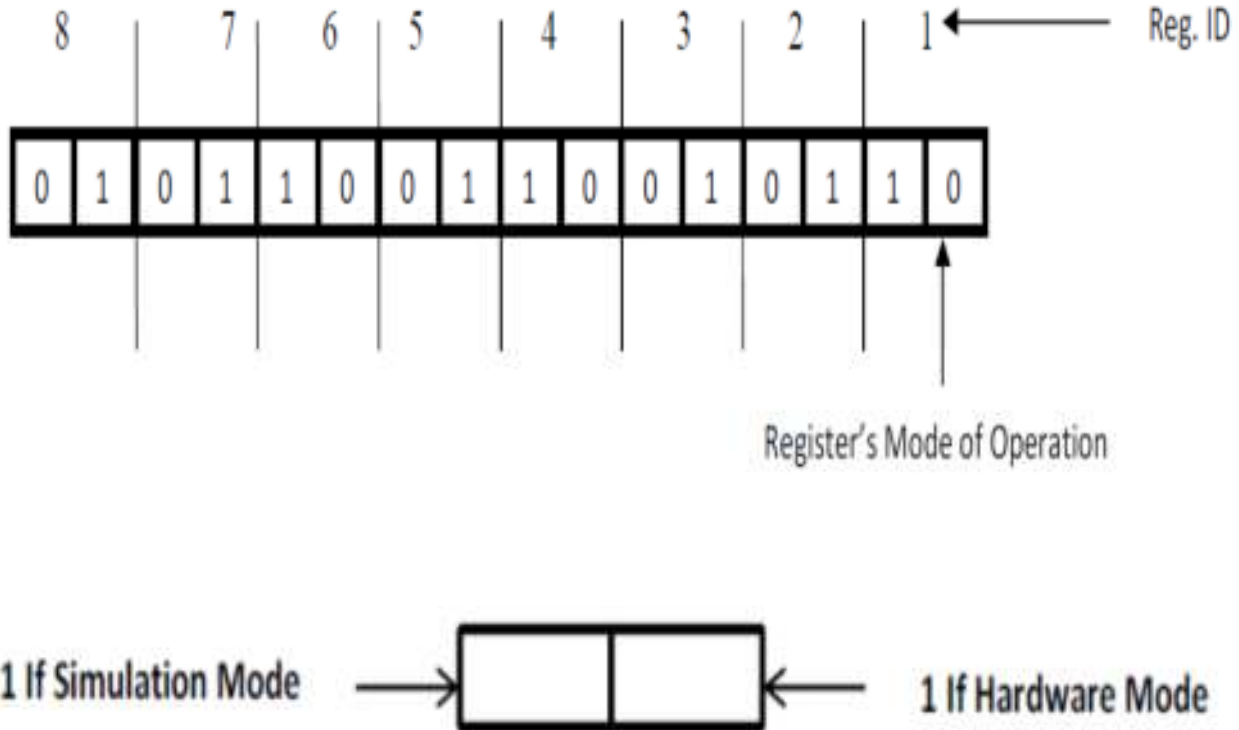 8 7 6 5 4 3 2 1 Reg. ID
0 1 0 1 1 0 0 1 1 0 0 1 0 1 1 0
Register's Mode of Operation
1 If Simulation Mode
1 If Hardware Mode